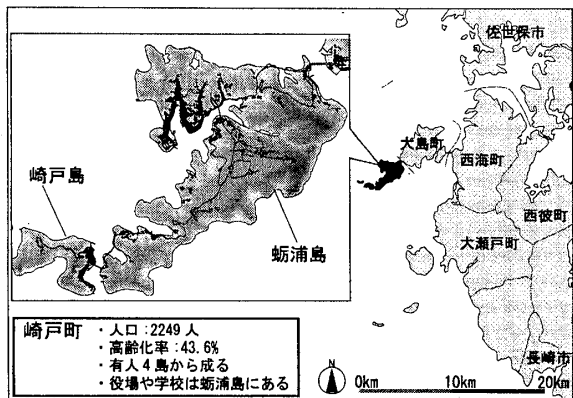 佐世保市
大島町
西海町
西彼町
大瀬戸町
長崎市
崎戸島
蛎浦島
崎戸町
・人口:2249人
・高齢化率:43.6%
・有人4島から成る
・役場や学校は蛎浦島にある
N
0km 10km 20km